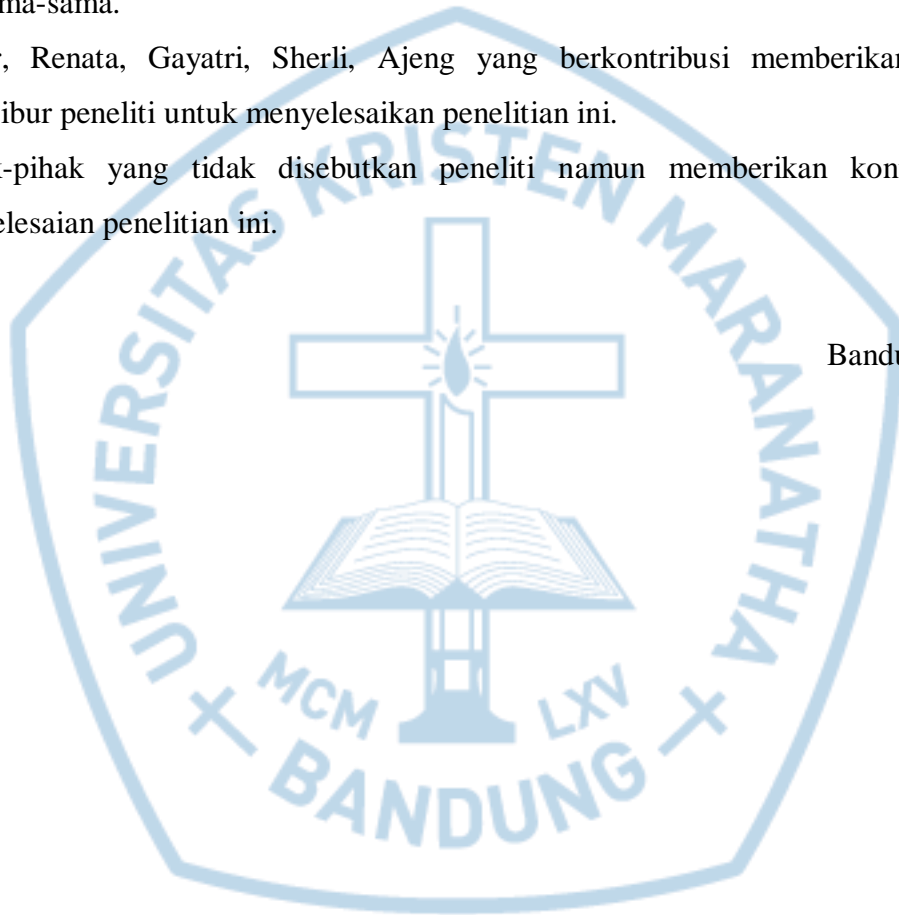 ma-sama.
, Renata, Gayatri, Sherli, Ajeng yang berkontribusi memberikan
ibur peneliti untuk menyelesaikan penelitian ini.
-pihak yang tidak disebutkan peneliti namun memberikan kon
elesaian penelitian ini.
UNIVERSITAS KRISTEN MARANATHA
Bandu
MCM LXV
BANDUNG